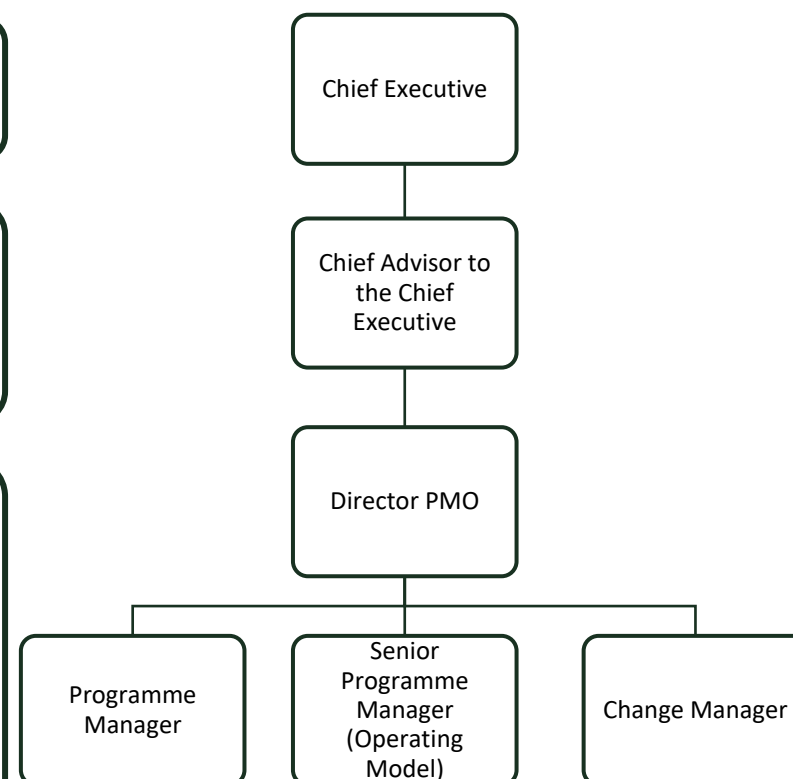 Chief Executive
Chief Advisor to
the Chief
Executive
Director PMO
Programme
Manager
Senior
Programme
Manager
(Operating
Model)
Change Manager